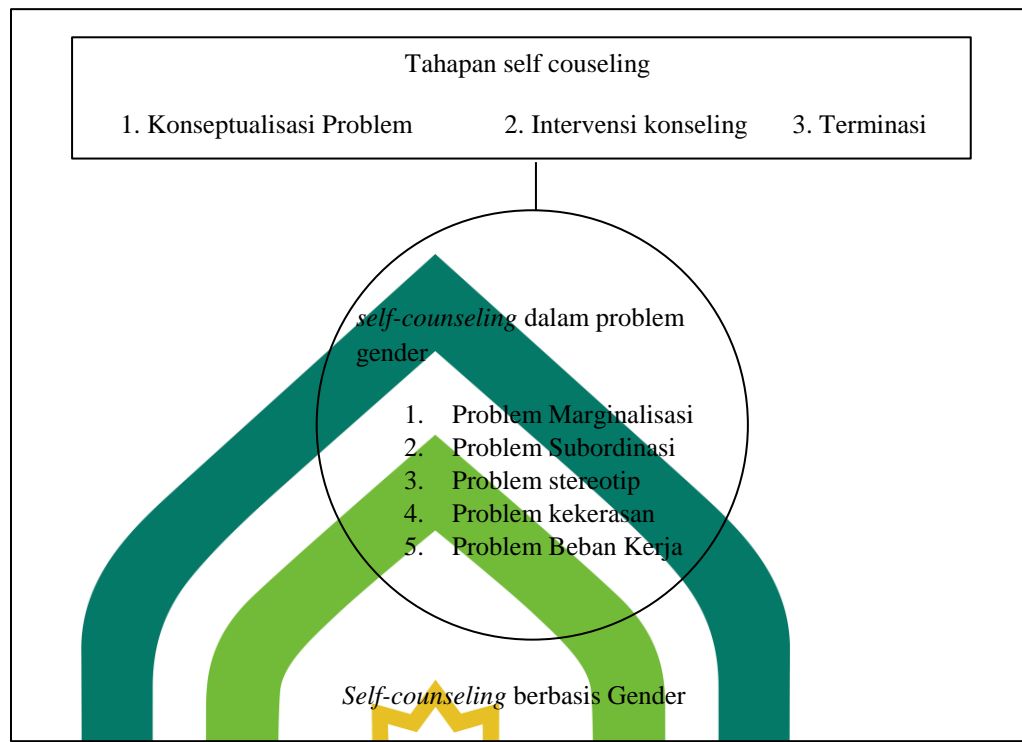 Tahapan self couseling
1. Konseptualisasi Problem 2. Intervensi konseling 3. Terminasi
self-counseling dalam problem
gender
1. Problem Marginalisasi
2. Problem Subordinasi
3. Problem stereotip
4. Problem kekerasan
5. Problem Beban Kerja
Self-counseling berbasis Gender